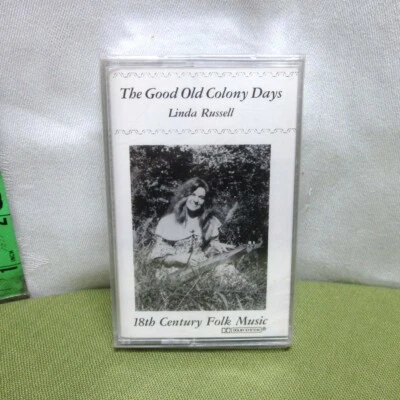 The Good Old Colony Days
Linda Russell
18th Century Folk Music